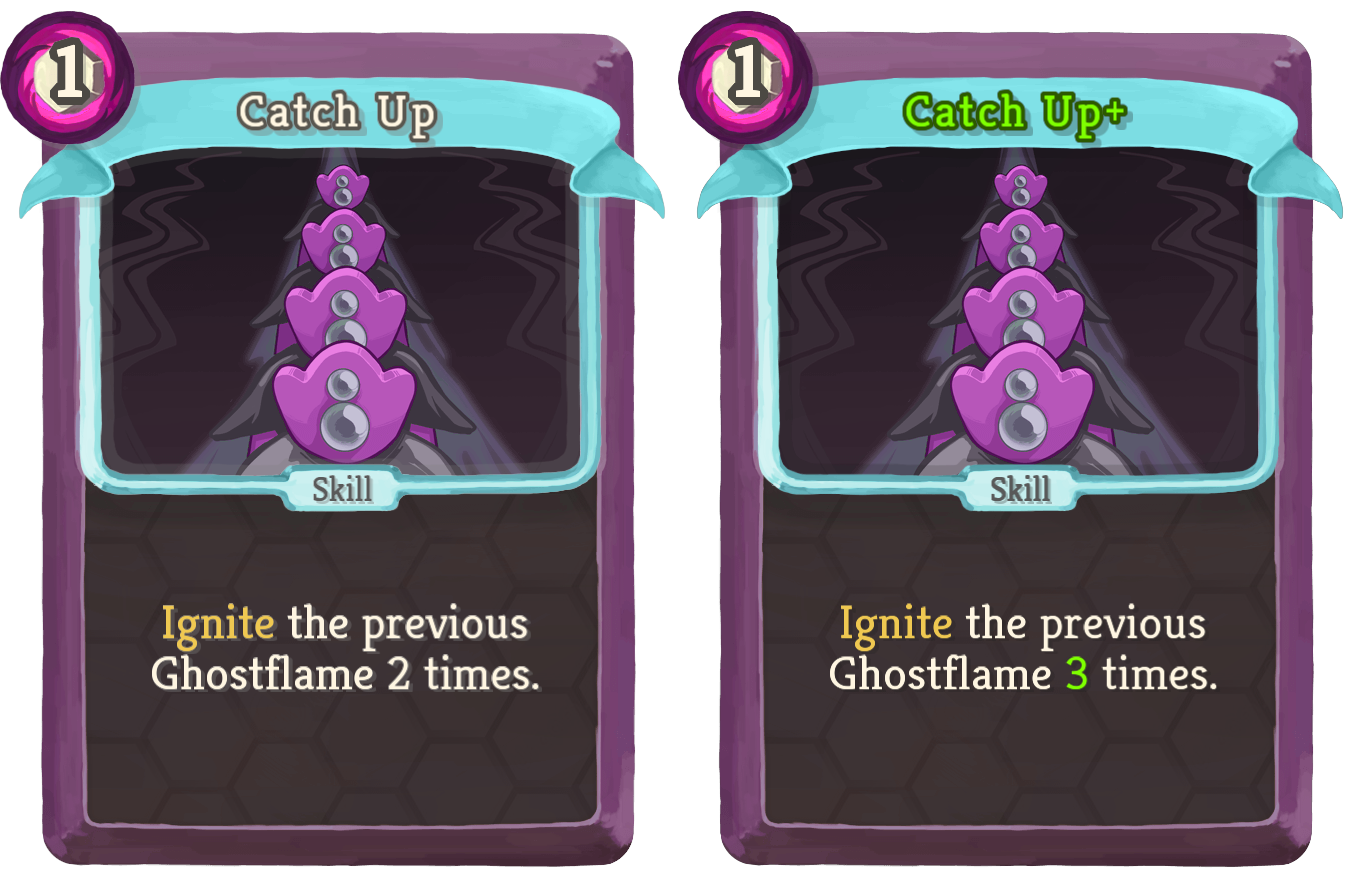 1
Catch Up
Skill
Ignite the previous
Ghostflame 2 times.
1
Catch Up+
Skill
Ignite the previous
Ghostflame 3 times.